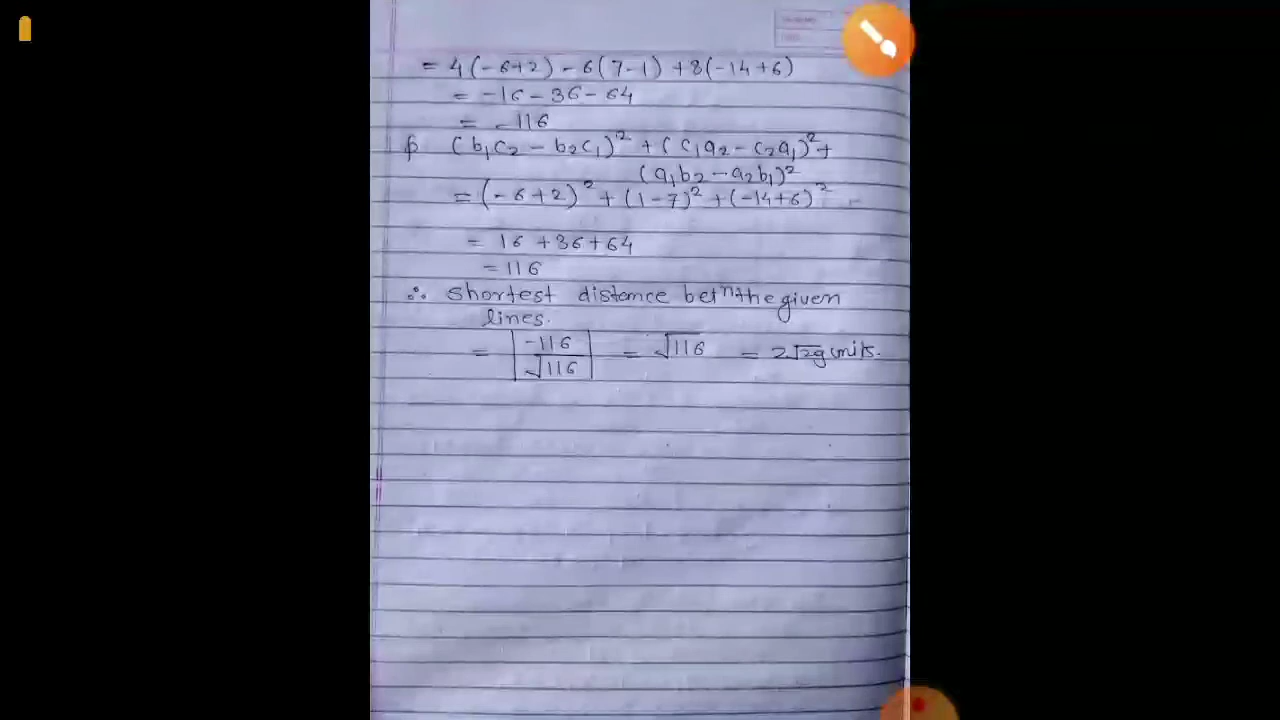 = 4(-6+2) - 6(7-1) + 8(-14+6)
= -16 - 36 - 64
= -116
(b₁c₂ - b₂c₁)² + (c₁a₂ - c₂a₁)² +
(a₁b₂ - a₂b₁)²
= (-6+2)² + (1-7)² + (-14+6)²
= 16 + 36 + 64
= 116
∴ shortest distance betⁿ the given
lines.
= |-116/√116| = √116 = 2√29 units.